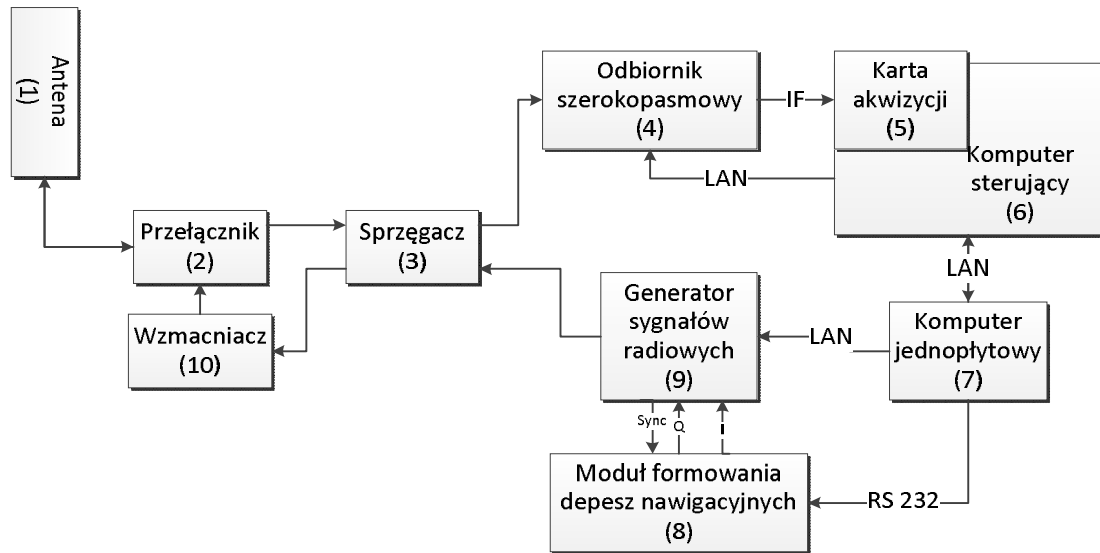 Antena
(1)
Odbiornik
szerokopasmowy
(4)
IF
Karta
akwizycji
(5)
LAN
Komputer
sterujący
(6)
Przełącznik
(2)
Sprzęgacz
(3)
LAN
Generator
sygnałów
radiowych
(9)
LAN
Komputer
jednopłytowy
(7)
Wzmacniacz
(10)
Sync
Q
I
Moduł formowania
depesz nawigacyjnych
(8)
RS 232